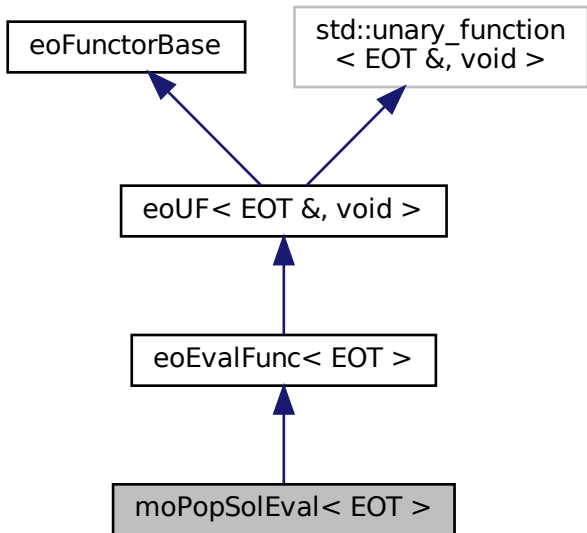 eoFunctorBase
std::unary_function
< EOT &, void >
eoUF< EOT &, void >
eoEvalFunc< EOT >
moPopSolEval< EOT >